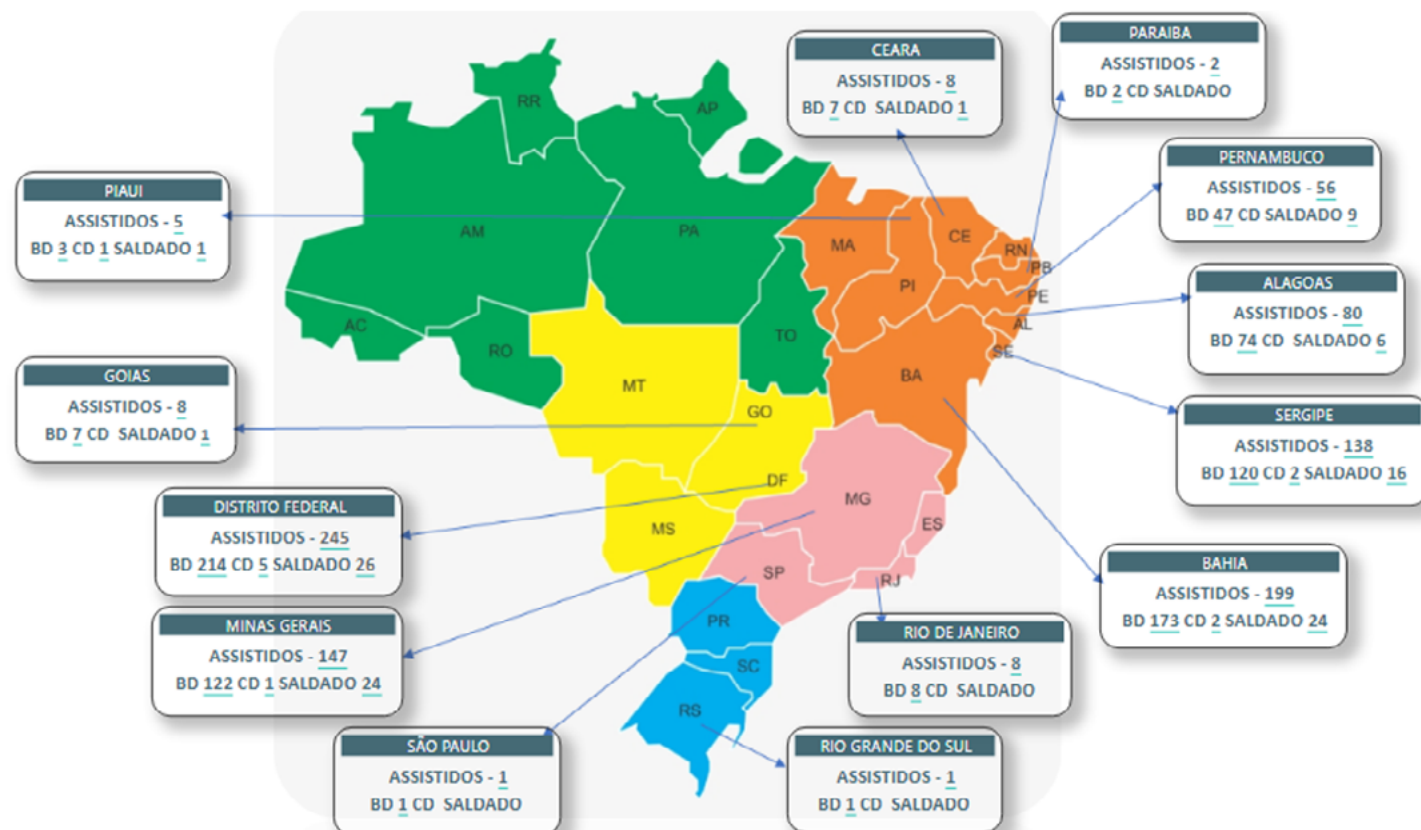 PARAIBA
ASSISTIDOS - 2
BD 2 CD SALDADO
CEARA
ASSISTIDOS - 8
BD 7 CD SALDADO 1
PERNAMBUCO
ASSISTIDOS - 56
BD 47 CD SALDADO 9
PIAUI
ASSISTIDOS - 5
BD 3 CD 1 SALDADO 1
ALAGOAS
ASSISTIDOS - 80
BD 74 CD SALDADO 6
GOIAS
ASSISTIDOS - 8
BD 7 CD SALDADO 1
SERGIPE
ASSISTIDOS - 138
BD 120 CD 2 SALDADO 16
DISTRITO FEDERAL
ASSISTIDOS - 245
BD 214 CD 5 SALDADO 26
BAHIA
ASSISTIDOS - 199
BD 173 CD 2 SALDADO 24
MINAS GERAIS
ASSISTIDOS - 147
BD 122 CD 1 SALDADO 24
RIO DE JANEIRO
ASSISTIDOS - 8
BD 8 CD SALDADO
SÃO PAULO
ASSISTIDOS - 1
BD 1 CD SALDADO
RIO GRANDE DO SUL
ASSISTIDOS - 1
BD 1 CD SALDADO
RR
AP
AM
PA
MA
CE
RN
PB
PI
PE
AL
SE
AC
RO
TO
BA
MT
GO
DF
MG
ES
MS
SP
RJ
PR
SC
RS